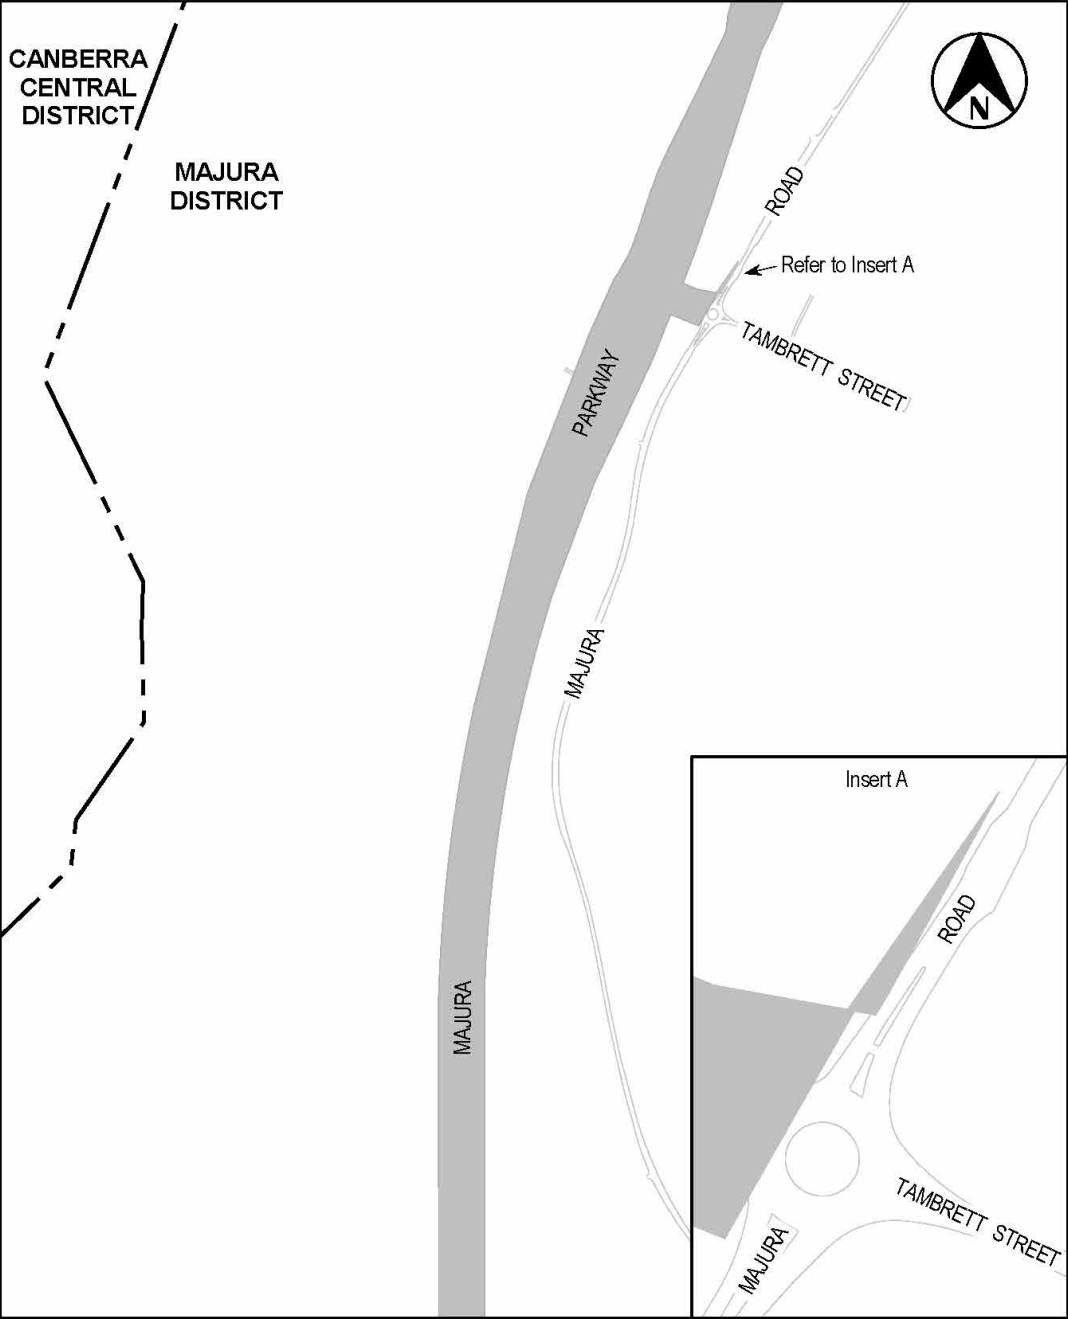 CANBERRA
CENTRAL
DISTRICT
MAJURA
DISTRICT
N
ROAD
Refer to Insert A
TAMBRETT STREET
PARKWAY
MAJURA
MAJURA
Insert A
ROAD
TAMBRETT STREET
MAJURA